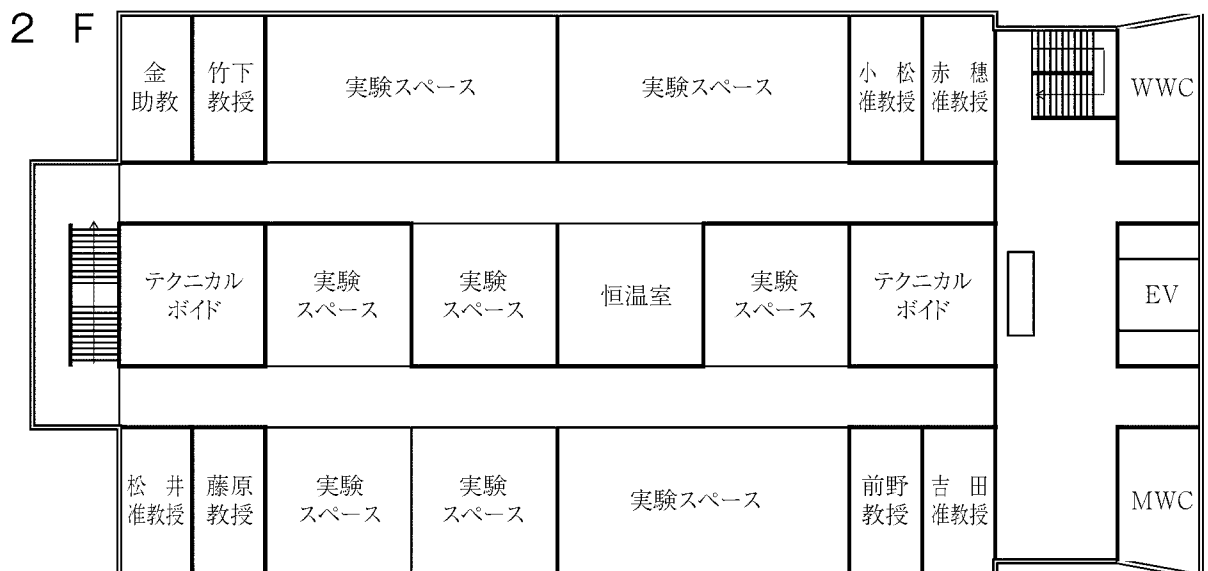 ２　Ｆ
金
助教
竹下
教授
実験スペース
実験スペース
小 松
准教授
赤 穂
准教授
WWC
テクニカル
ボイド
実験
スペース
実験
スペース
恒温室
実験
スペース
テクニカル
ボイド
EV
松 井
准教授
藤原
教授
実験
スペース
実験
スペース
実験スペース
前野
教授
吉 田
准教授
MWC